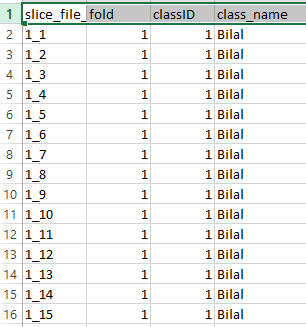 1 slice_file_ fold classID class_name
2 1_1 1 1 Bilal
3 1_2 1 1 Bilal
4 1_3 1 1 Bilal
5 1_4 1 1 Bilal
6 1_5 1 1 Bilal
7 1_6 1 1 Bilal
8 1_7 1 1 Bilal
9 1_8 1 1 Bilal
10 1_9 1 1 Bilal
11 1_10 1 1 Bilal
12 1_11 1 1 Bilal
13 1_12 1 1 Bilal
14 1_13 1 1 Bilal
15 1_14 1 1 Bilal
16 1_15 1 1 Bilal